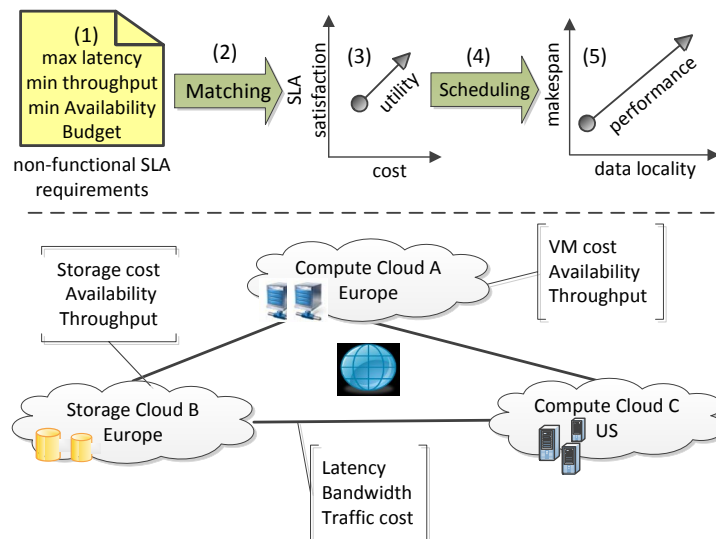 (1)
max latency
min throughput
min Availability
Budget
non-functional SLA
requirements
(2)
Matching
(3)
SLA
satisfaction
utility
cost
(4)
Scheduling
(5)
makespan
performance
data locality
Storage cost
Availability
Throughput
Compute Cloud A
Europe
VM cost
Availability
Throughput
Storage Cloud B
Europe
Compute Cloud C
US
Latency
Bandwidth
Traffic cost